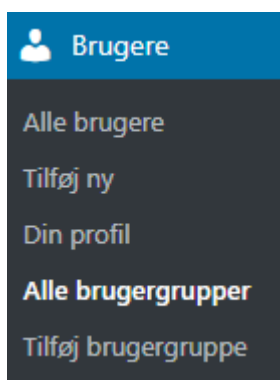 Brugere
Alle brugere
Tilføj ny
Din profil
Alle brugergrupper
Tilføj brugergruppe